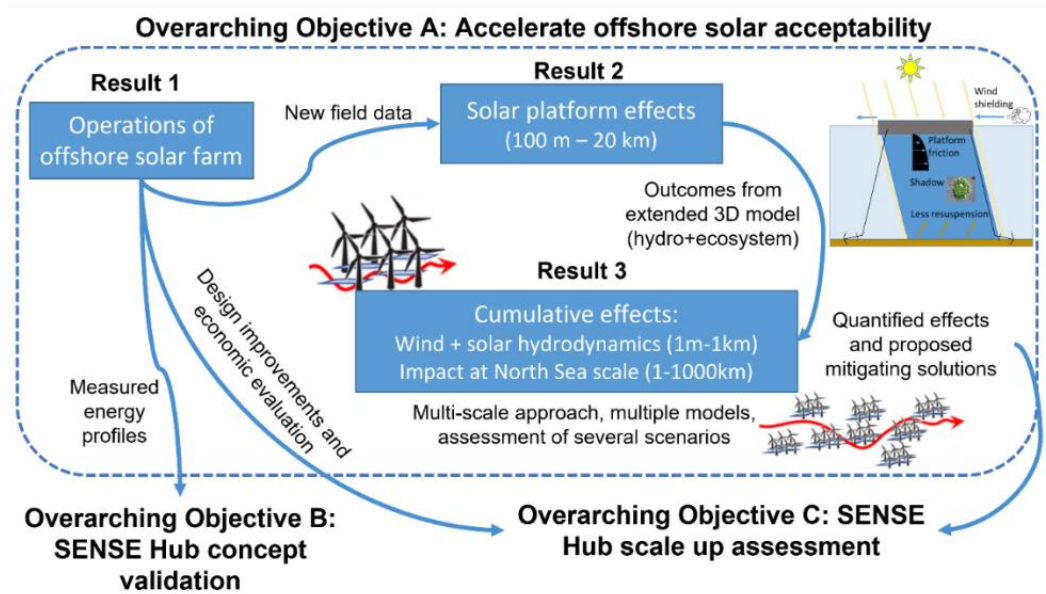 Overarching Objective A: Accelerate offshore solar acceptability
Result 1
Operations of
offshore solar farm
New field data
Result 2
Solar platform effects
(100 m – 20 km)
Wind
shielding
Platform
friction
Shadow
Less resuspension
Outcomes from
extended 3D model
(hydro+ecosystem)
Result 3
Cumulative effects:
Wind + solar hydrodynamics (1m-1km)
Impact at North Sea scale (1-1000km)
Quantified effects
and proposed
mitigating solutions
Multi-scale approach, multiple models,
assessment of several scenarios
Design improvements and
economic evaluation
Measured
energy
profiles
Overarching Objective B:
SENSE Hub concept
validation
Overarching Objective C: SENSE
Hub scale up assessment